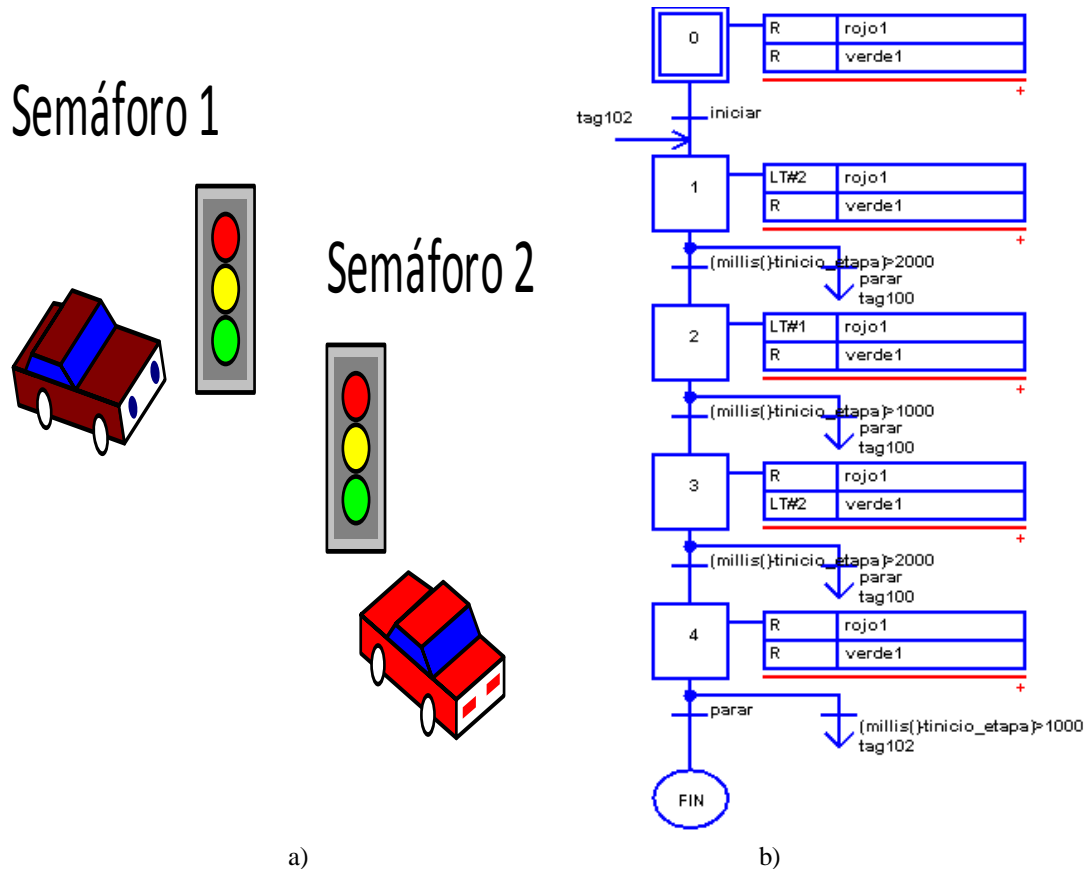 Semáforo 1
Semáforo 2
0
R rojo1
R verde1
+
iniciar
tag102
1
LT#2 rojo1
R verde1
+
(millis()-tinicio_etapa)>2000
parar
tag100
2
LT#1 rojo1
R verde1
+
(millis()-tinicio_etapa)>1000
parar
tag100
3
R rojo1
LT#2 verde1
+
(millis()-tinicio_etapa)>2000
parar
tag100
4
R rojo1
R verde1
+
parar
(millis()-tinicio_etapa)>1000
tag102
FIN
a)
b)